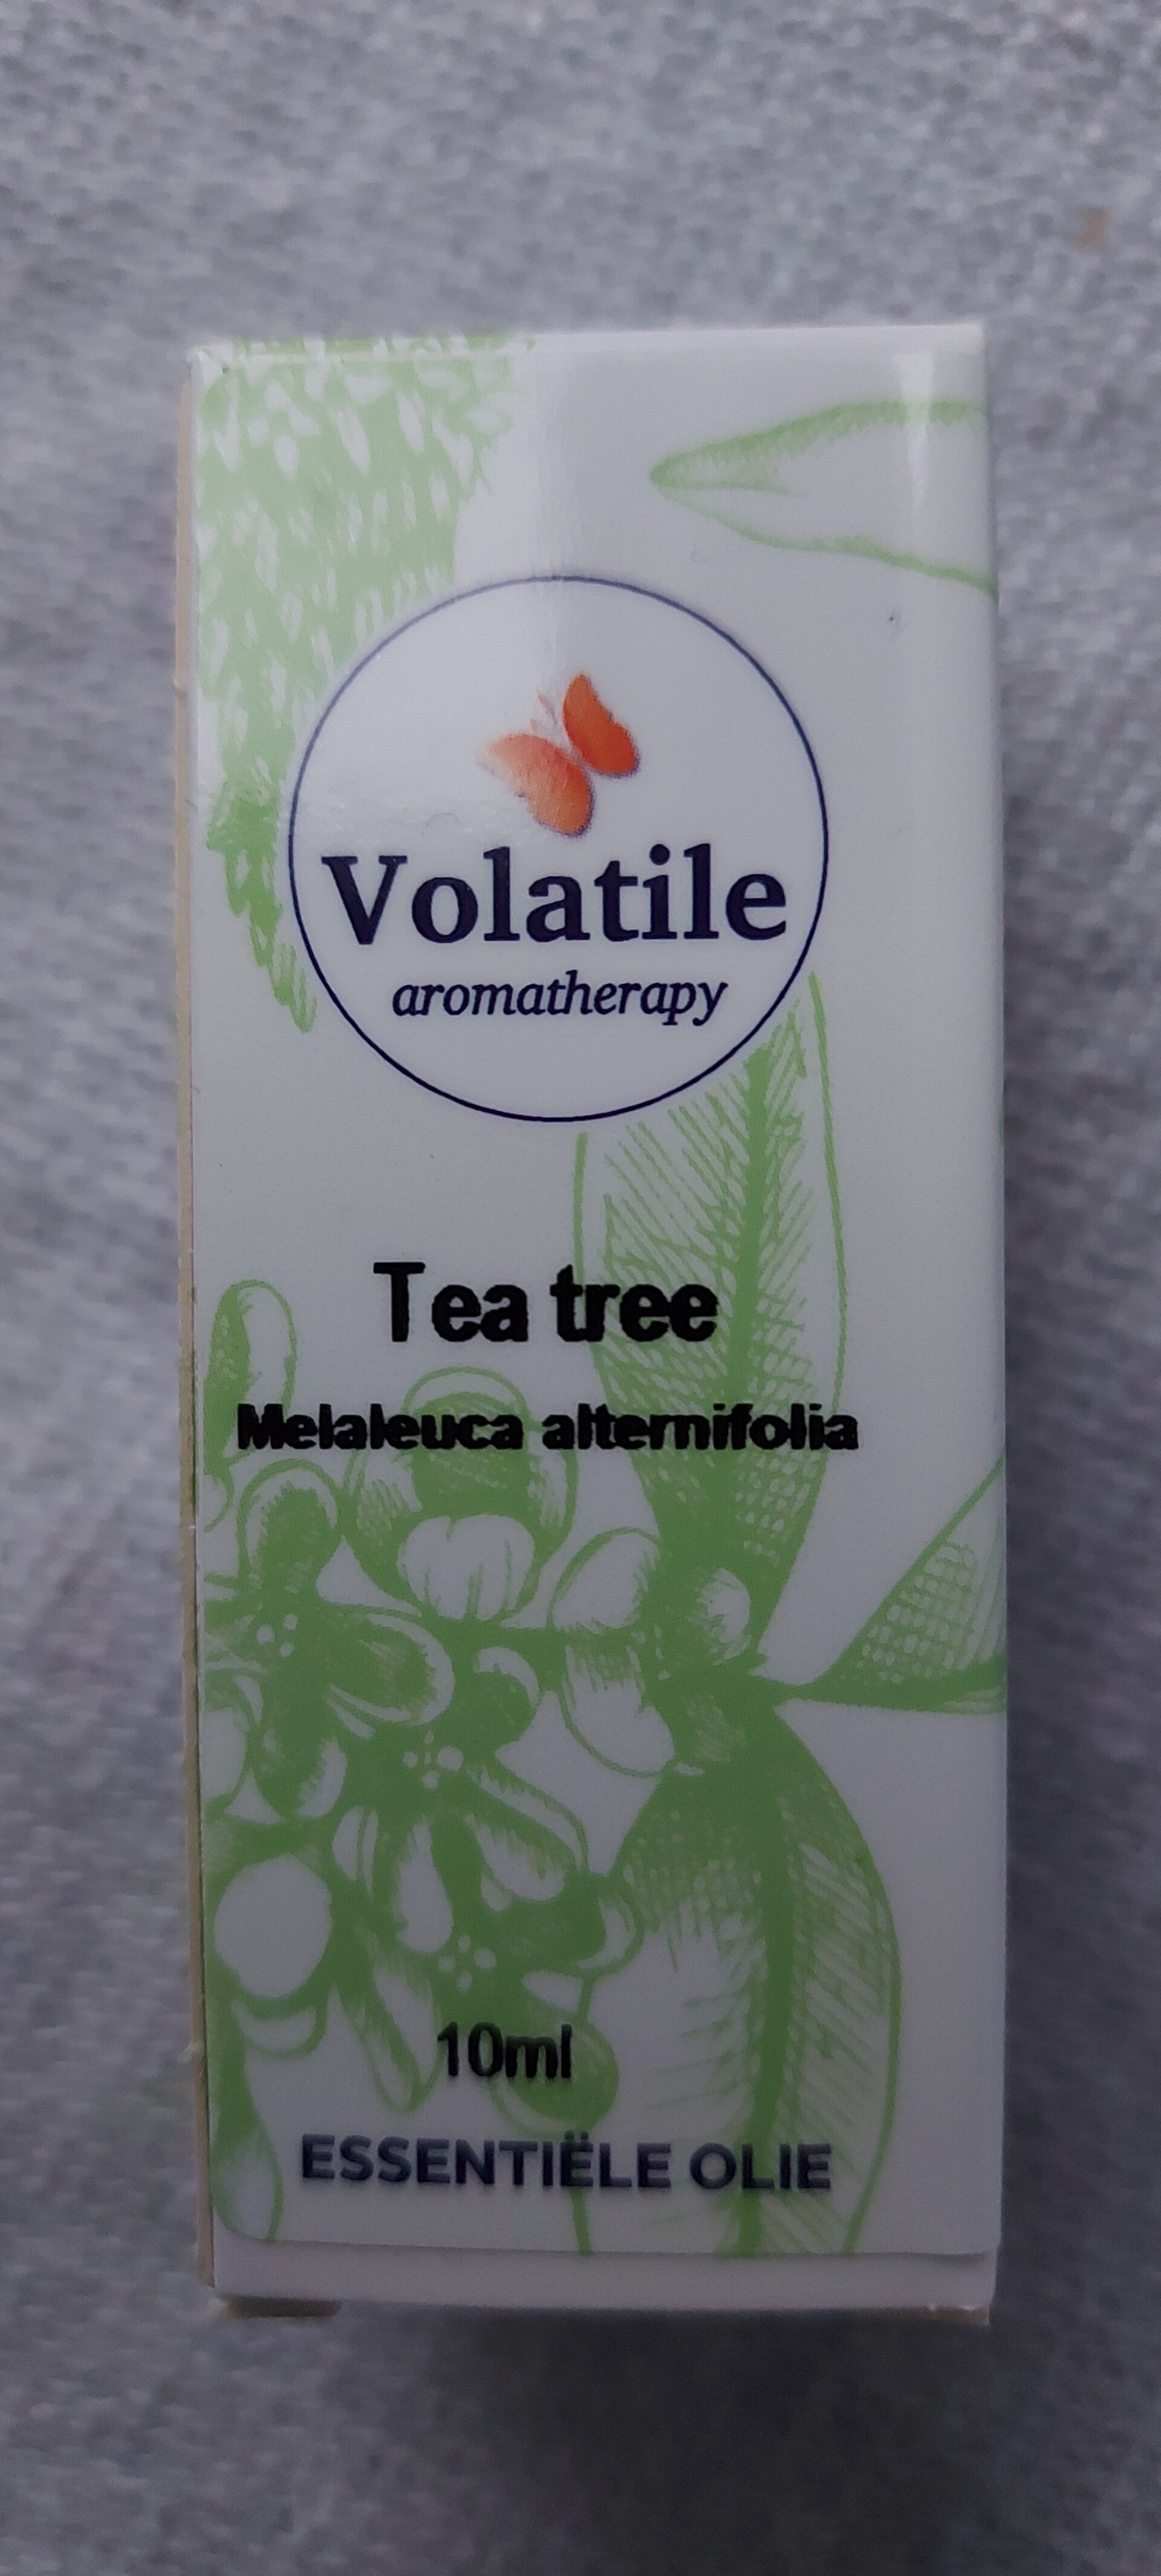 Volatile
aromatherapy
Tea tree
Melaleuca alternifolia
10ml
ESSENTIËLE OLIE